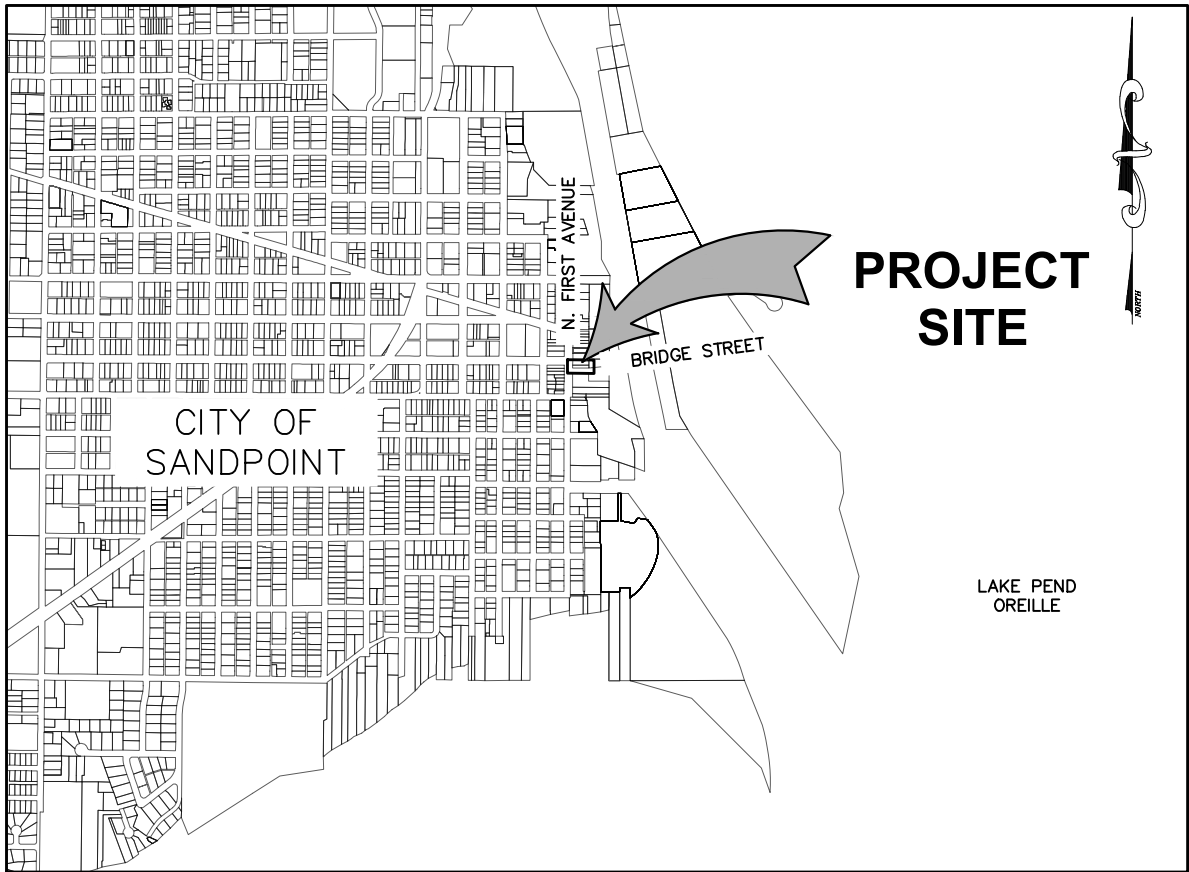 N. FIRST AVENUE
PROJECT
SITE
NORTH
BRIDGE STREET
CITY OF
SANDPOINT
LAKE PEND
OREILLE